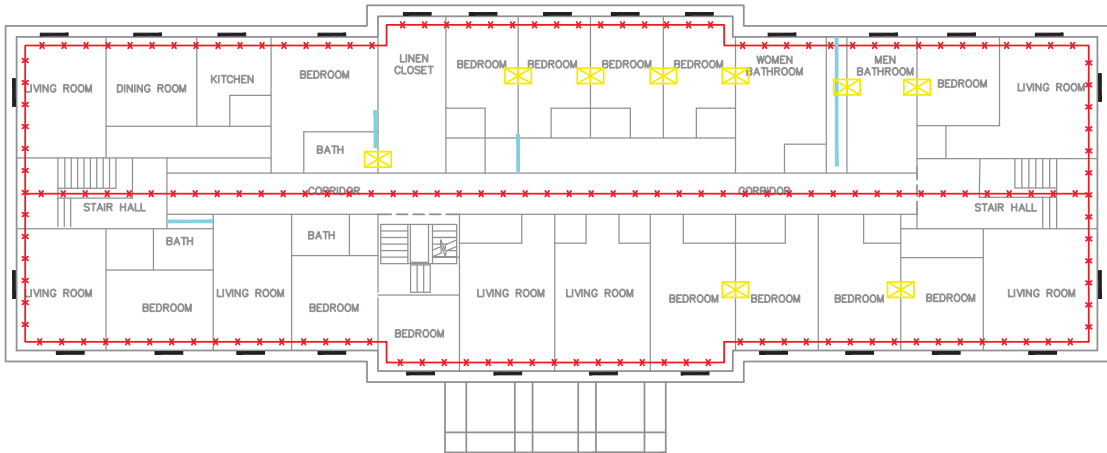 LINEN
CLOSET
BEDROOM
BEDROOM
BEDROOM
BEDROOM
WOMEN
BATHROOM
MEN
BATHROOM
LIVING ROOM
DINING ROOM
KITCHEN
BEDROOM
BEDROOM
LIVING ROOM
BATH
CORRIDOR
CORRIDOR
STAIR HALL
STAIR HALL
BATH
BATH
LIVING ROOM
BEDROOM
LIVING ROOM
BEDROOM
BEDROOM
LIVING ROOM
LIVING ROOM
BEDROOM
BEDROOM
BEDROOM
BEDROOM
LIVING ROOM